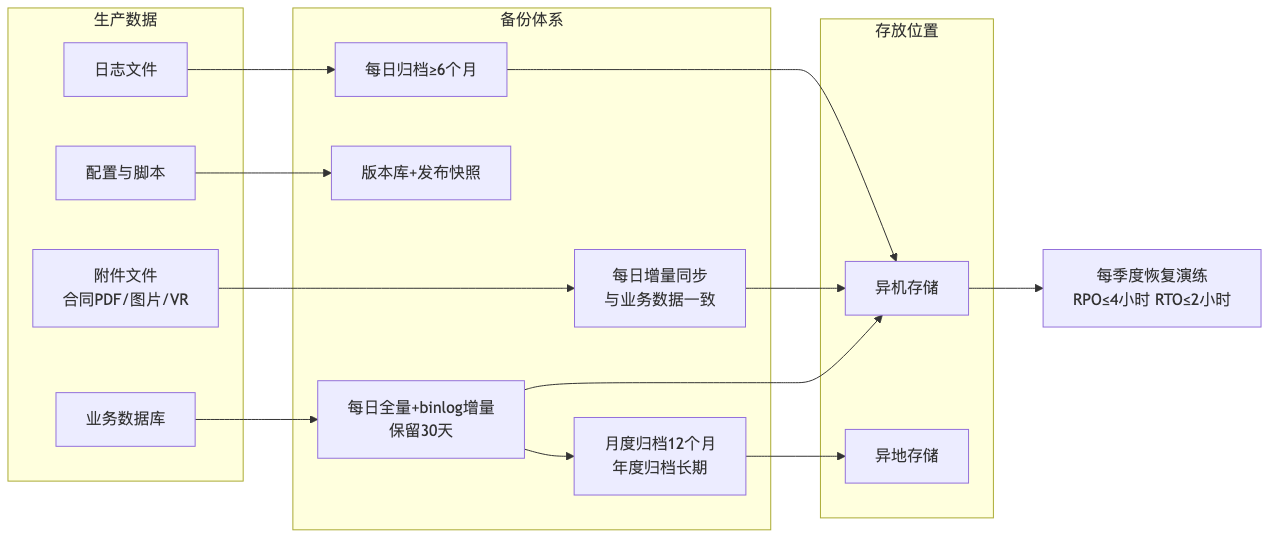 生产数据
日志文件
配置与脚本
附件文件
合同PDF/图片/VR
业务数据库
备份体系
每日归档≥6个月
版本库+发布快照
每日增量同步
与业务数据一致
每日全量+binlog增量
保留30天
月度归档12个月
年度归档长期
存放位置
异机存储
异地存储
每季度恢复演练
RPO≤4小时 RTO≤2小时